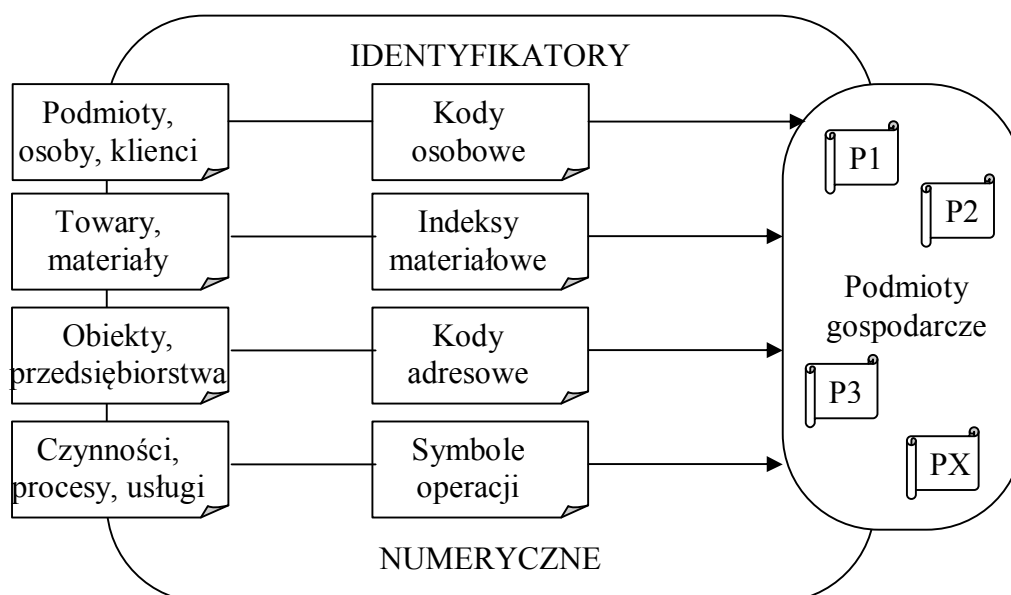 IDENTYFIKATORY
Podmioty,
osoby, klienci
Kody
osobowe
P1
P2
Towary,
materiały
Indeksy
materiałowe
Podmioty
gospodarcze
Obiekty,
przedsiębiorstwa
Kody
adresowe
P3
Czynności,
procesy, usługi
Symbole
operacji
PX
NUMERYCZNE